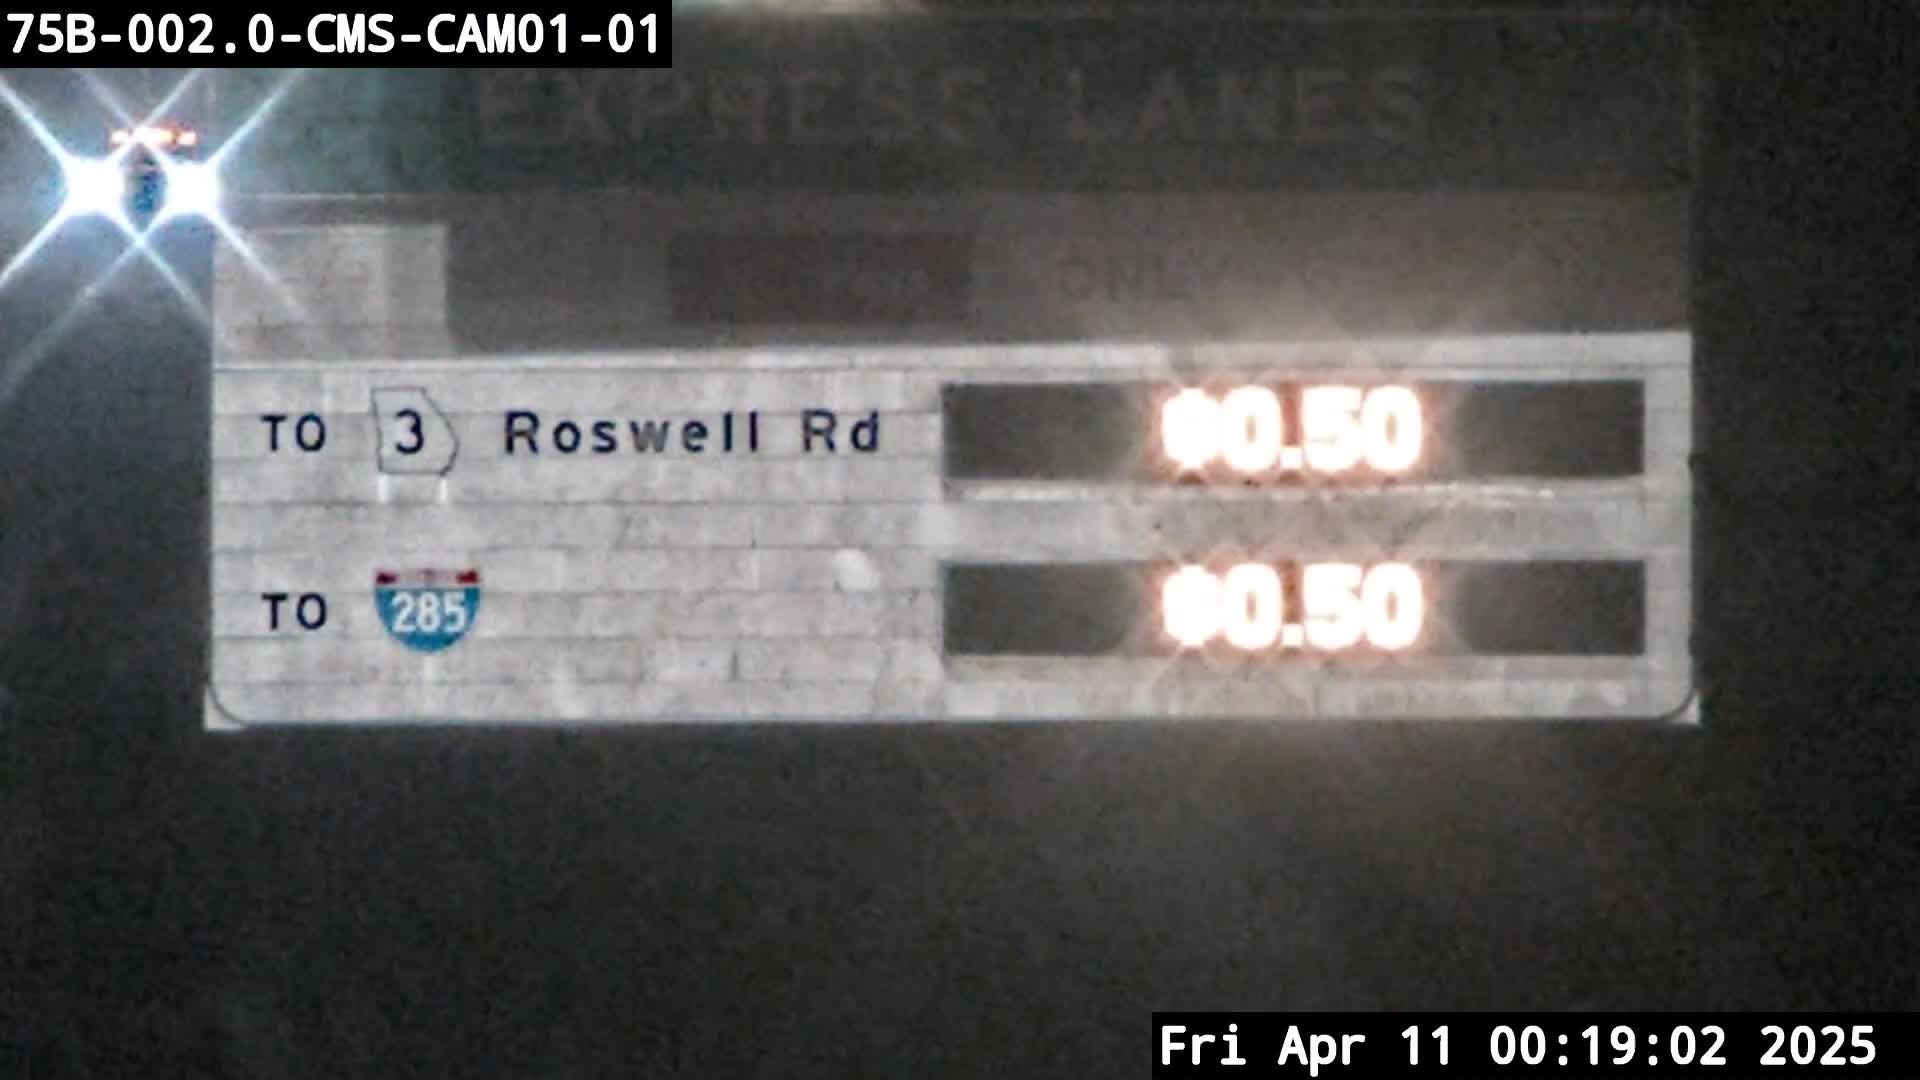 75B-002.0-CMS-CAM01-01
EXPRESS LANES
ONLY
TO 3 Roswell Rd $0.50
TO 285 $0.50
Fri Apr 11 00:19:02 2025